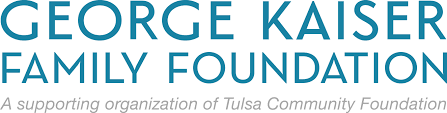 GEORGE KAISER
FAMILY FOUNDATION
A supporting organization of Tulsa Community Foundation